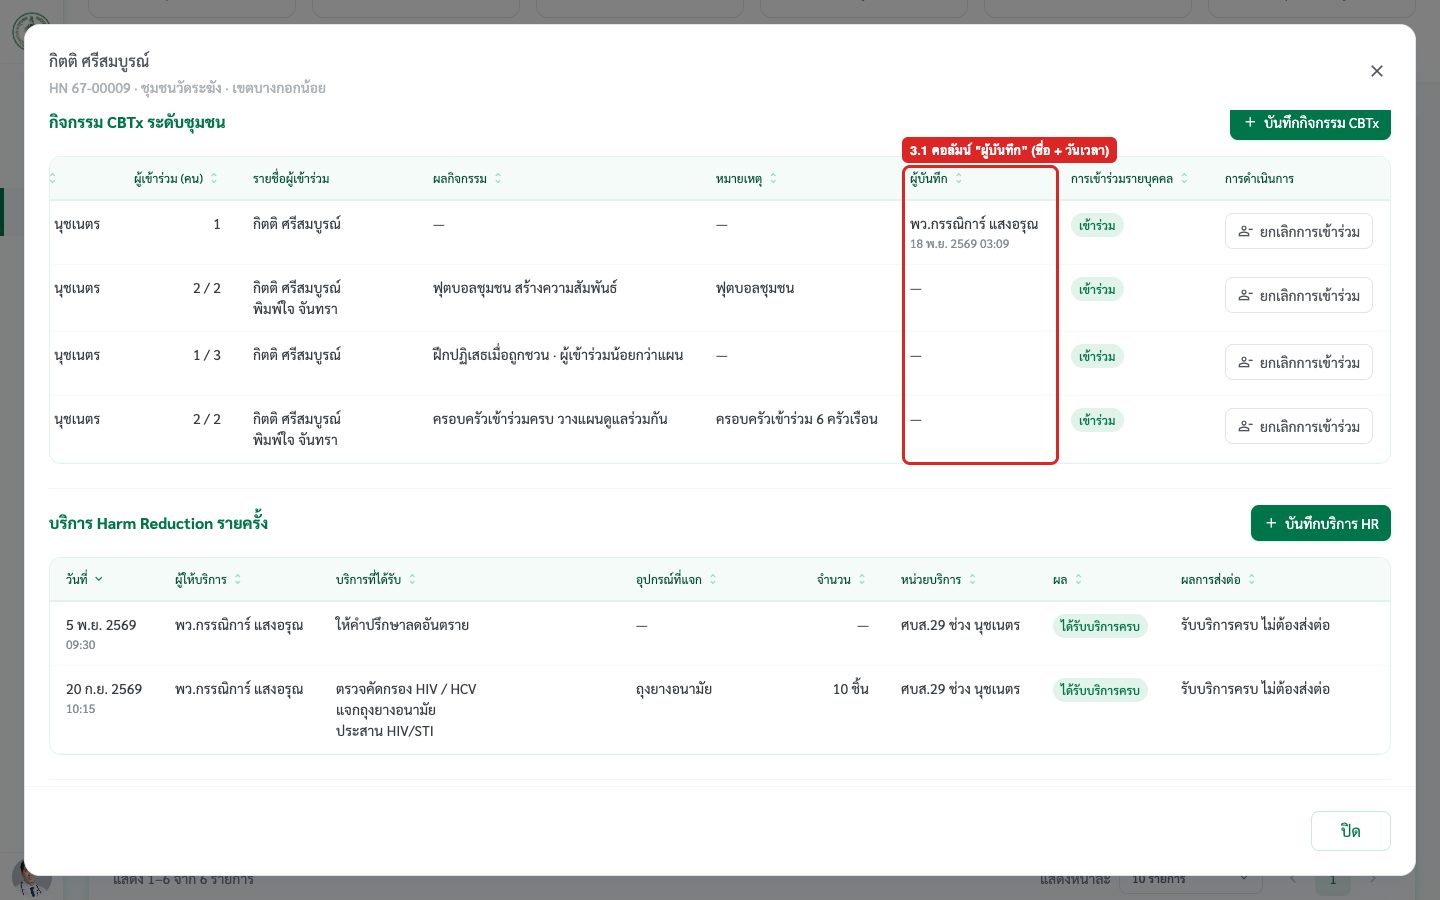 กิตติ ศรีสมบูรณ์
HN 67-00009 · ชุมชนวัดระฆัง · เขตบางกอกน้อย
กิจกรรม CBTx ระดับชุมชน
+ บันทึกกิจกรรม CBTx
3.1 คอลัมน์ "ผู้บันทึก" (ชื่อ + วันเวลา)
ผู้เข้าร่วม (คน) รายชื่อผู้เข้าร่วม ผลกิจกรรม หมายเหตุ ผู้บันทึก การเข้าร่วมรายบุคคล การดำเนินการ
นุชเนตร 1 กิตติ ศรีสมบูรณ์ — — พว.กรรณิการ์ แสงอรุณ เข้าร่วม ยกเลิกการเข้าร่วม
18 พ.ย. 2569 03:09
นุชเนตร 2 / 2 กิตติ ศรีสมบูรณ์ ฟุตบอลชุมชน สร้างความสัมพันธ์ ฟุตบอลชุมชน — เข้าร่วม ยกเลิกการเข้าร่วม
พิมพ์ใจ จันทรา
นุชเนตร 1 / 3 กิตติ ศรีสมบูรณ์ ฝึกปฏิเสธเมื่อถูกชวน · ผู้เข้าร่วมน้อยกว่าแผน — — เข้าร่วม ยกเลิกการเข้าร่วม
นุชเนตร 2 / 2 กิตติ ศรีสมบูรณ์ ครอบครัวเข้าร่วมครบ วางแผนดูแลร่วมกัน ครอบครัวเข้าร่วม 6 ครัวเรือน — เข้าร่วม ยกเลิกการเข้าร่วม
พิมพ์ใจ จันทรา
บริการ Harm Reduction รายครั้ง
+ บันทึกบริการ HR
วันที่ ผู้ให้บริการ บริการที่ได้รับ อุปกรณ์ที่แจก จำนวน หน่วยบริการ ผล ผลการส่งต่อ
5 พ.ย. 2569 พว.กรรณิการ์ แสงอรุณ ให้คำปรึกษาลดอันตราย — — ศบส.29 ช่วง นุชเนตร ได้รับบริการครบ รับบริการครบ ไม่ต้องส่งต่อ
09:30
20 ก.ย. 2569 พว.กรรณิการ์ แสงอรุณ ตรวจคัดกรอง HIV / HCV ถุงยางอนามัย 10 ชิ้น ศบส.29 ช่วง นุชเนตร ได้รับบริการครบ รับบริการครบ ไม่ต้องส่งต่อ
10:15 แจกถุงยางอนามัย
ประสาน HIV/STI
ปิด
แสดง 1–6 จาก 6 รายการ แสดงหน้าละ 10 รายการ 1